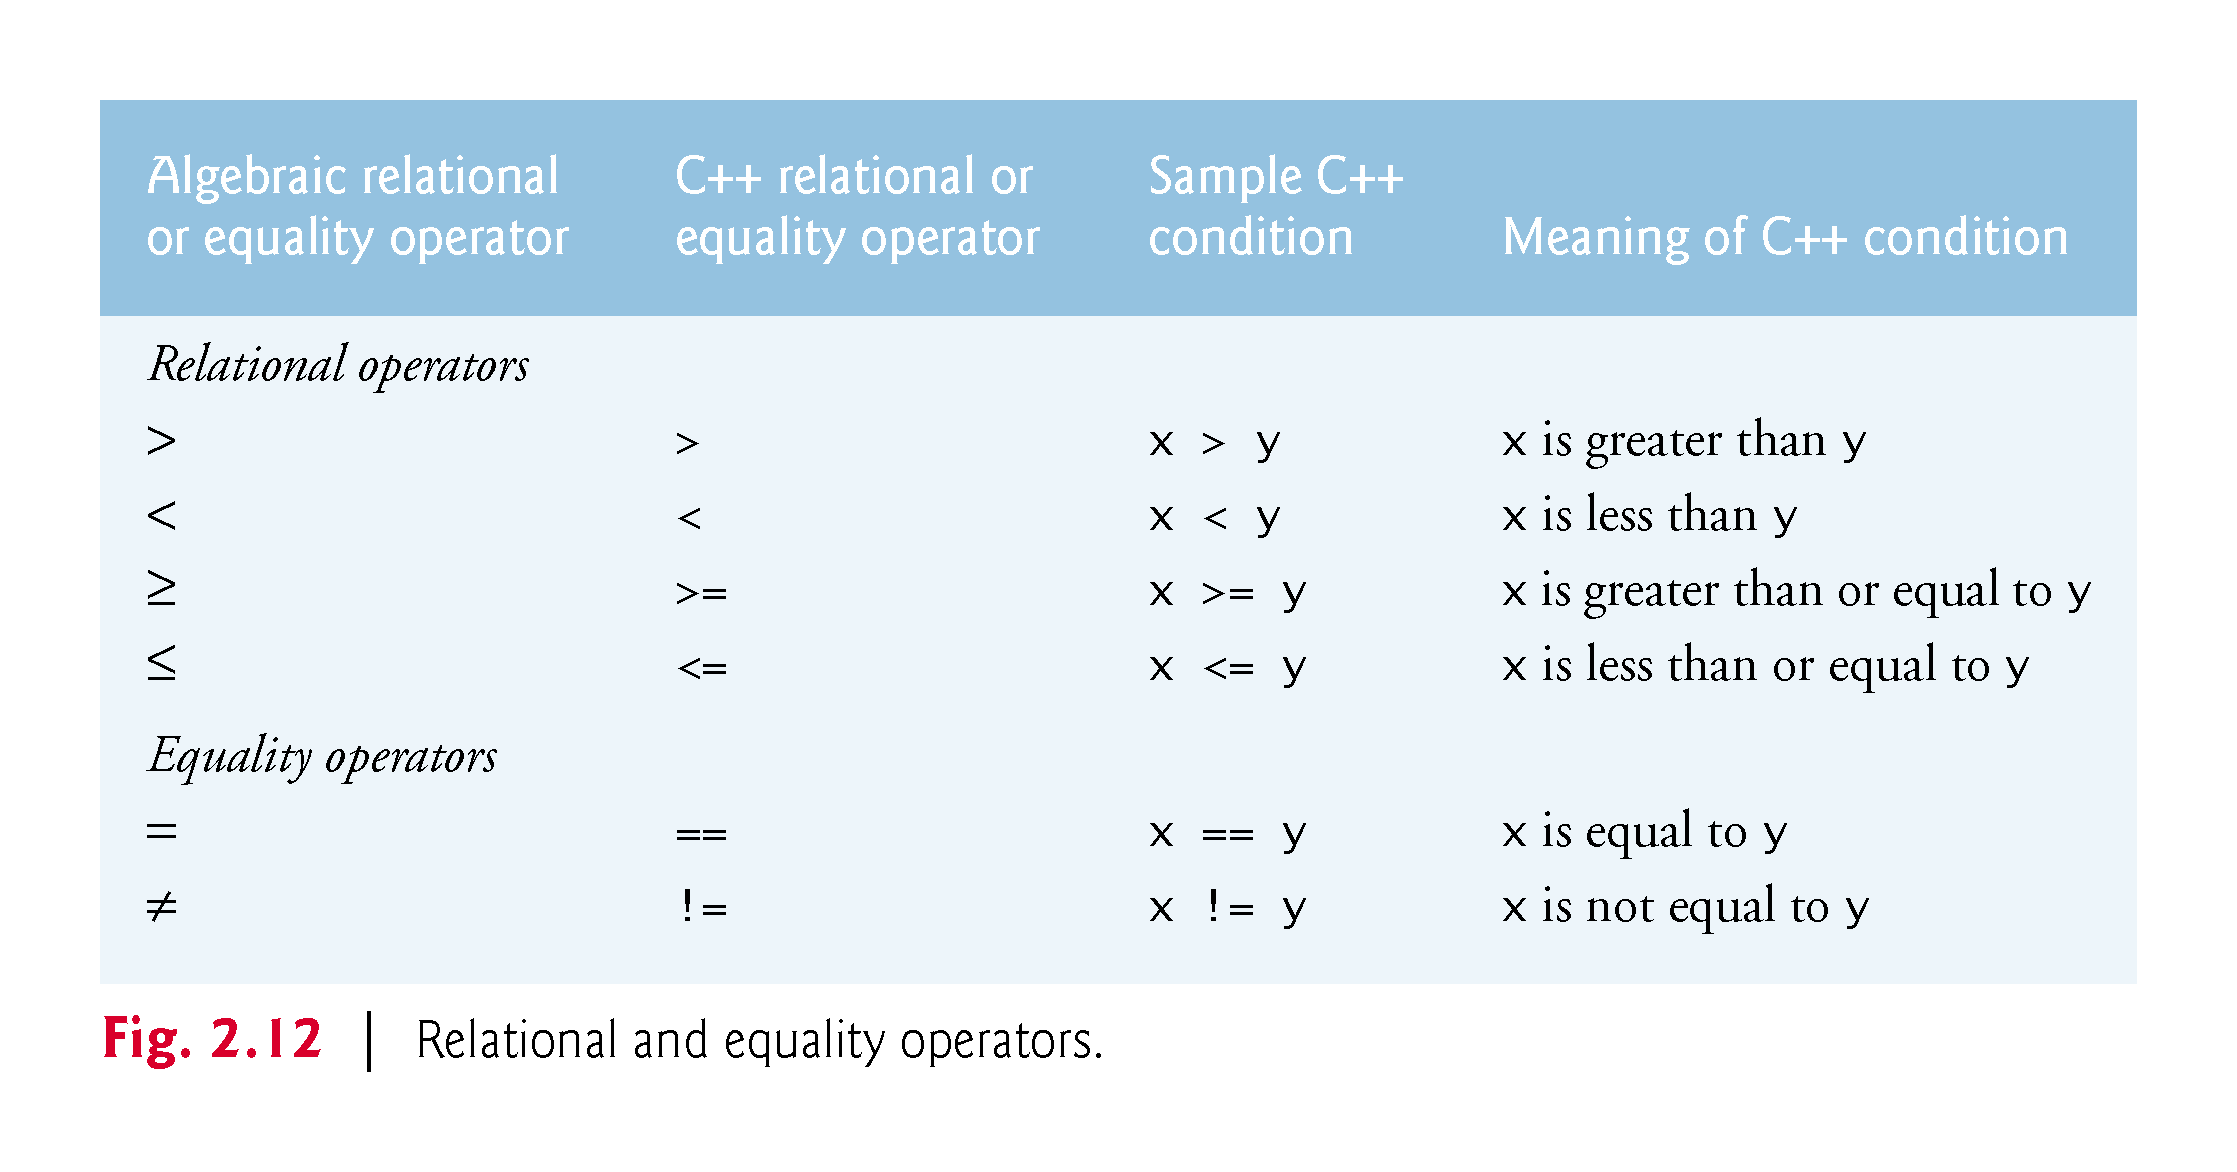 Algebraic relational or equality operator C++ relational or equality operator Sample C++ condition Meaning of C++ condition
Relational operators
> > x > y x is greater than y
< < x < y x is less than y
≥ >= x >= y x is greater than or equal to y
≤ <= x <= y x is less than or equal to y
Equality operators
= == x == y x is equal to y
≠ != x != y x is not equal to y
Fig. 2.12 | Relational and equality operators.